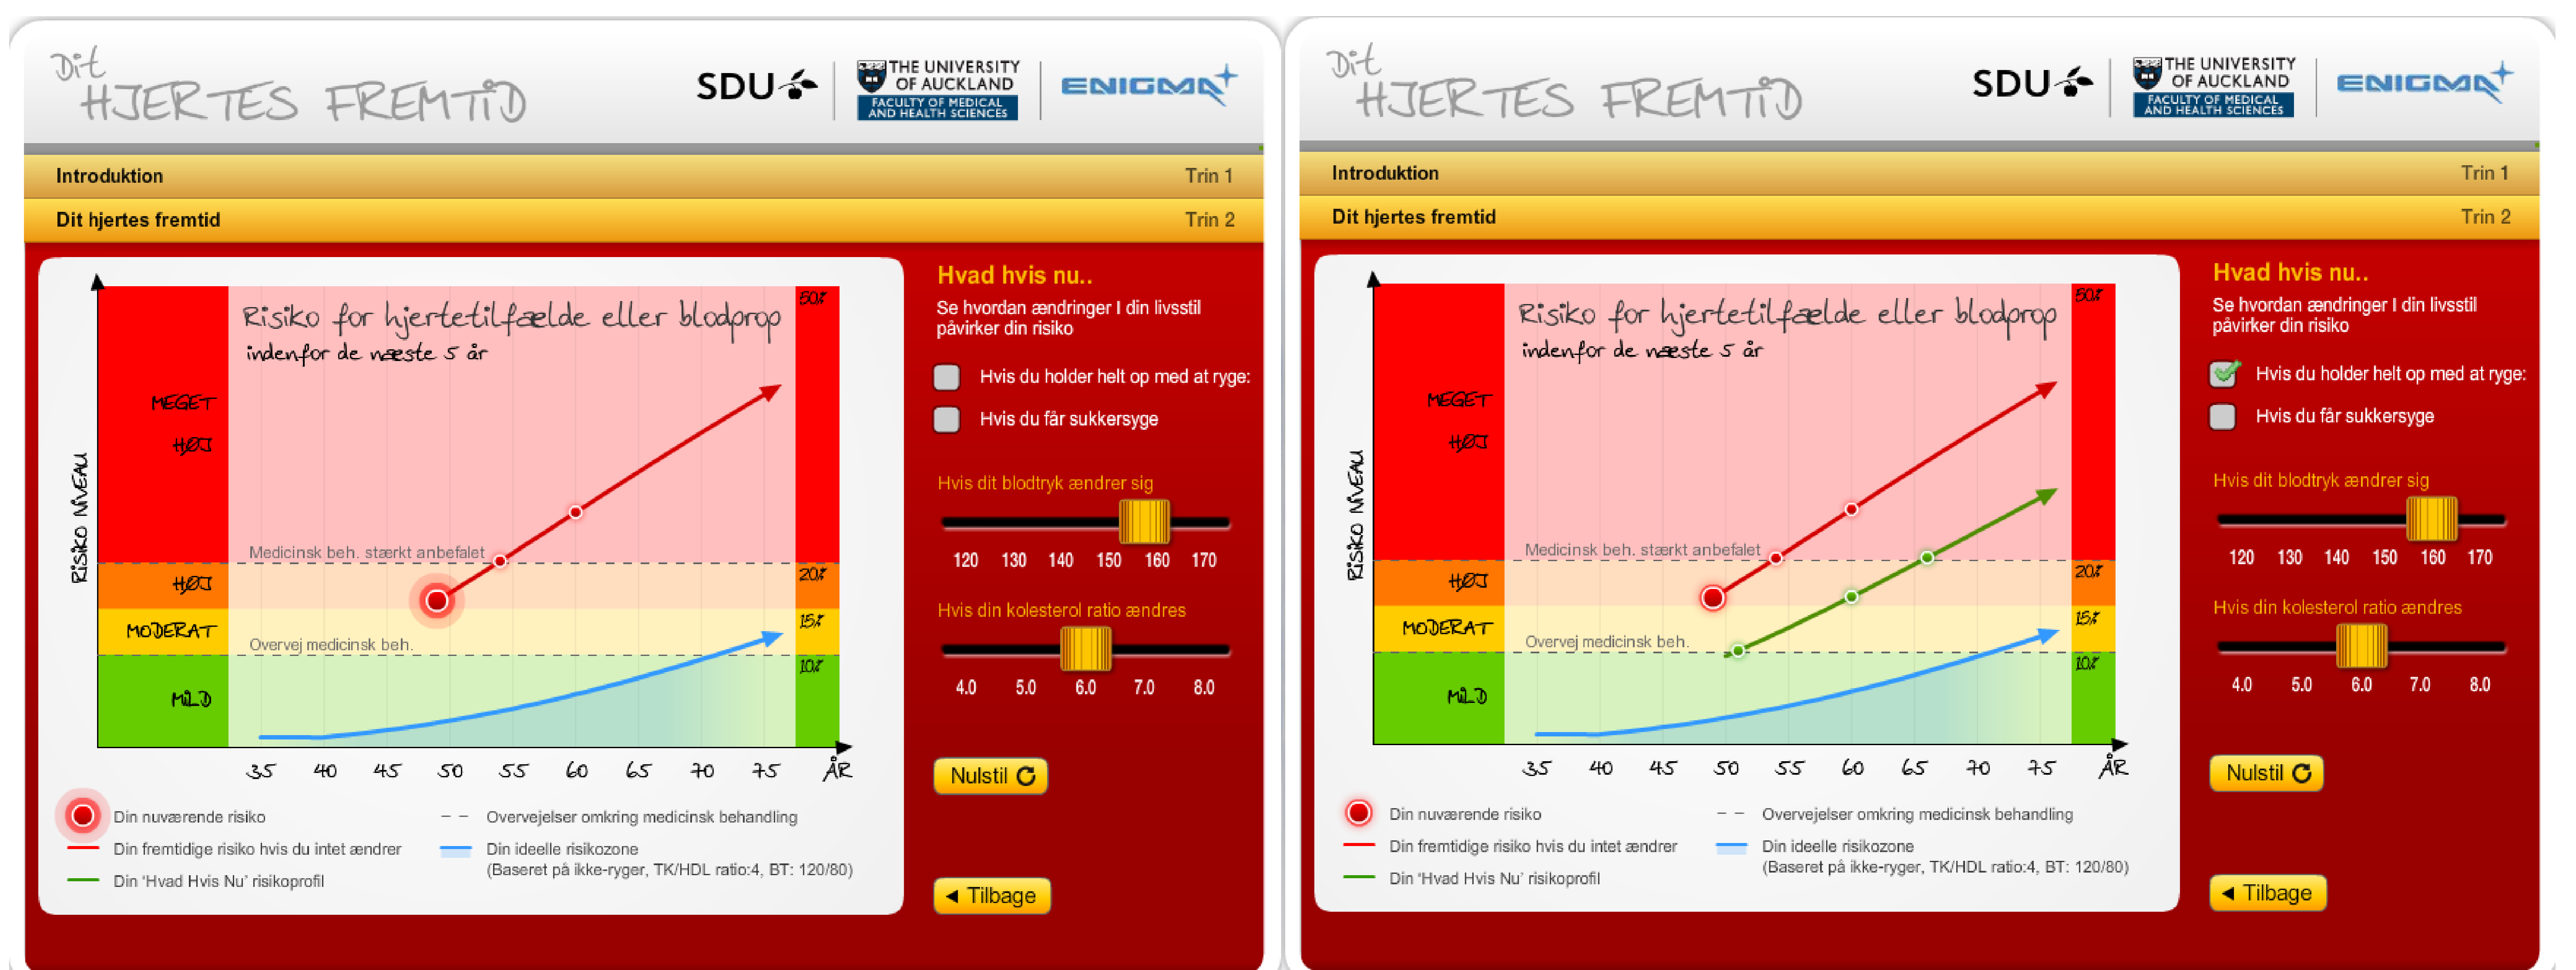 Dit
HJERTES FREMTID
SDU
THE UNIVERSITY
OF AUCKLAND
FACULTY OF MEDICAL
AND HEALTH SCIENCES
ENIGMA
Introduktion
Trin 1
Dit hjertes fremtid
Trin 2
Risiko for hjertetilfælde eller blodprop
indenfor de næste 5 år
50%
MEGET
HØJ
RISIKO NIVEAU
Medicinsk beh. stærkt anbefalet
HØJ
20%
MODERAT
15%
Overvej medicinsk beh.
10%
MILD
35 40 45 50 55 60 65 70 75 ÅR
Din nuværende risiko
Din fremtidige risiko hvis du intet ændrer
Din 'Hvad Hvis Nu' risikoprofil
Overvejelser omkring medicinsk behandling
Din ideelle risikozone
(Baseret på ikke-ryger, TK/HDL ratio:4, BT: 120/80)
Hvad hvis nu..
Se hvordan ændringer I din livsstil
påvirker din risiko
Hvis du holder helt op med at ryge:
Hvis du får sukkersyge
Hvis dit blodtryk ændrer sig
120 130 140 150 160 170
Hvis din kolesterol ratio ændres
4.0 5.0 6.0 7.0 8.0
Nulstil
Tilbage
Dit
HJERTES FREMTID
SDU
THE UNIVERSITY
OF AUCKLAND
FACULTY OF MEDICAL
AND HEALTH SCIENCES
ENIGMA
Introduktion
Trin 1
Dit hjertes fremtid
Trin 2
Risiko for hjertetilfælde eller blodprop
indenfor de næste 5 år
50%
MEGET
HØJ
RISIKO NIVEAU
Medicinsk beh. stærkt anbefalet
HØJ
20%
MODERAT
15%
Overvej medicinsk beh.
10%
MILD
35 40 45 50 55 60 65 70 75 ÅR
Din nuværende risiko
Din fremtidige risiko hvis du intet ændrer
Din 'Hvad Hvis Nu' risikoprofil
Overvejelser omkring medicinsk behandling
Din ideelle risikozone
(Baseret på ikke-ryger, TK/HDL ratio:4, BT: 120/80)
Hvad hvis nu..
Se hvordan ændringer I din livsstil
påvirker din risiko
Hvis du holder helt op med at ryge:
Hvis du får sukkersyge
Hvis dit blodtryk ændrer sig
120 130 140 150 160 170
Hvis din kolesterol ratio ændres
4.0 5.0 6.0 7.0 8.0
Nulstil
Tilbage